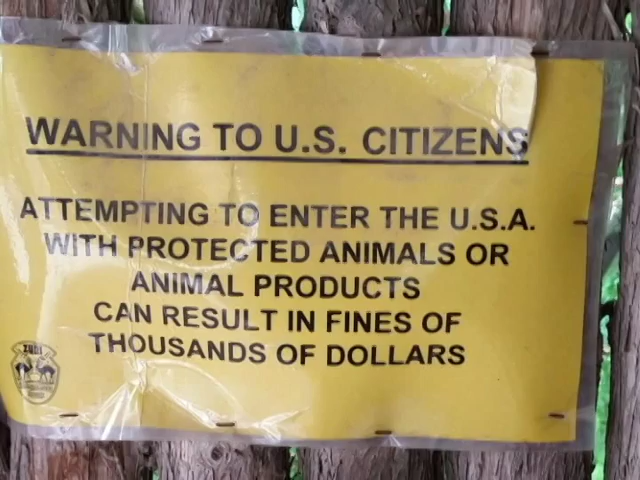 WARNING TO U.S. CITIZENS
ATTEMPTING TO ENTER THE U.S.A.
WITH PROTECTED ANIMALS OR
ANIMAL PRODUCTS
CAN RESULT IN FINES OF
THOUSANDS OF DOLLARS